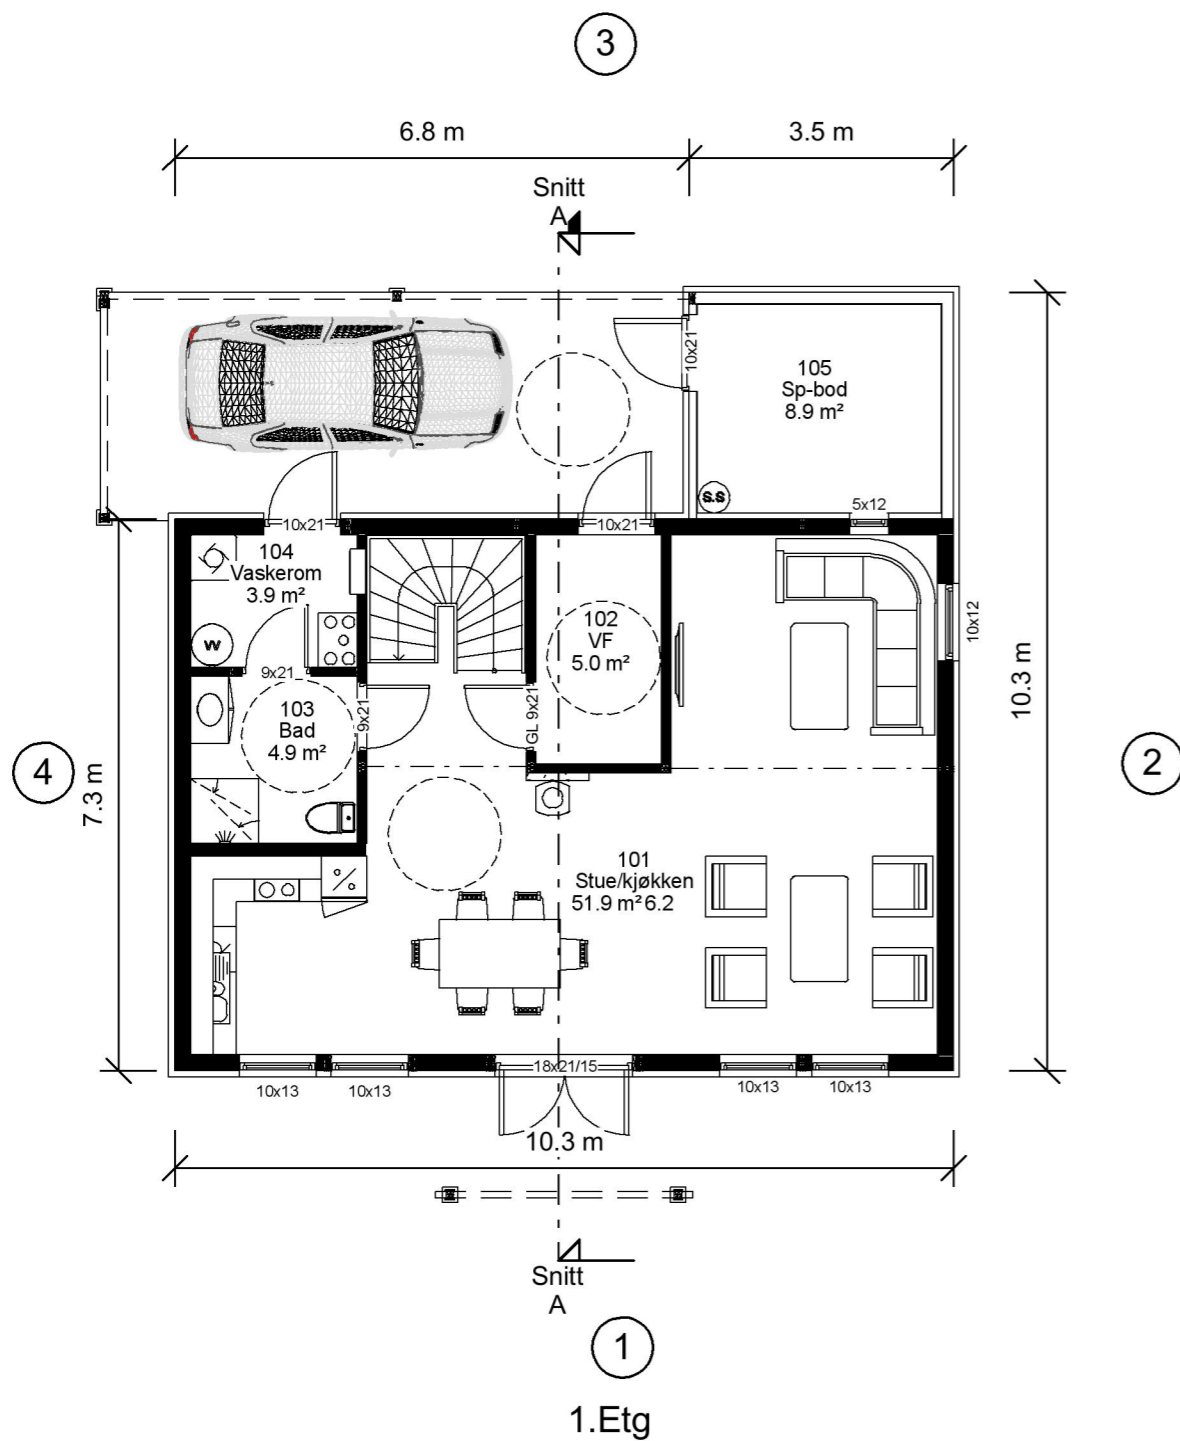 3
6.8 m
3.5 m
Snitt
A
10x21
105
Sp-bod
8.9 m²
S.S
5x12
10x21
10x21
104
Vaskerom
3.9 m²
VV
102
VF
5.0 m²
10x12
9x21
9x21
GL 9x21
103
Bad
4.9 m²
10.3 m
4
7.3 m
2
101
Stue/kjøkken
51.9 m² 6.2
18x21/15
10x13
10x13
10x13
10x13
10.3 m
Snitt
A
1
1.Etg